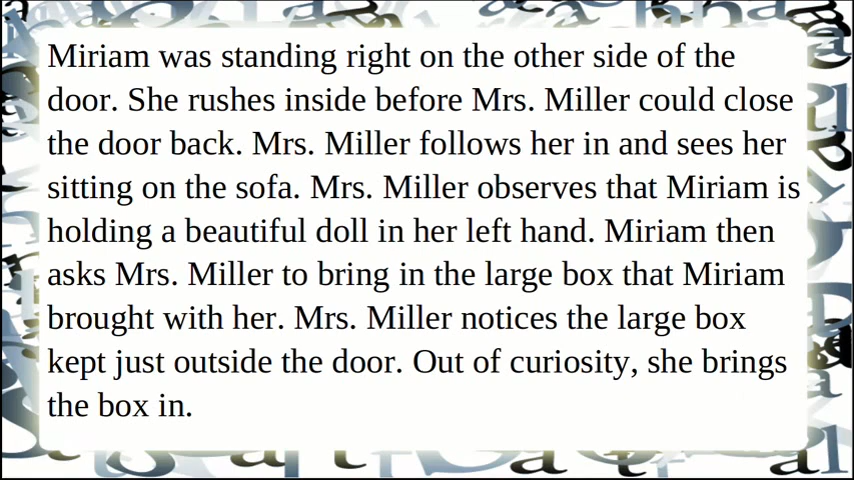 Miriam was standing right on the other side of the
door. She rushes inside before Mrs. Miller could close
the door back. Mrs. Miller follows her in and sees her
sitting on the sofa. Mrs. Miller observes that Miriam is
holding a beautiful doll in her left hand. Miriam then
asks Mrs. Miller to bring in the large box that Miriam
brought with her. Mrs. Miller notices the large box
kept just outside the door. Out of curiosity, she brings
the box in.